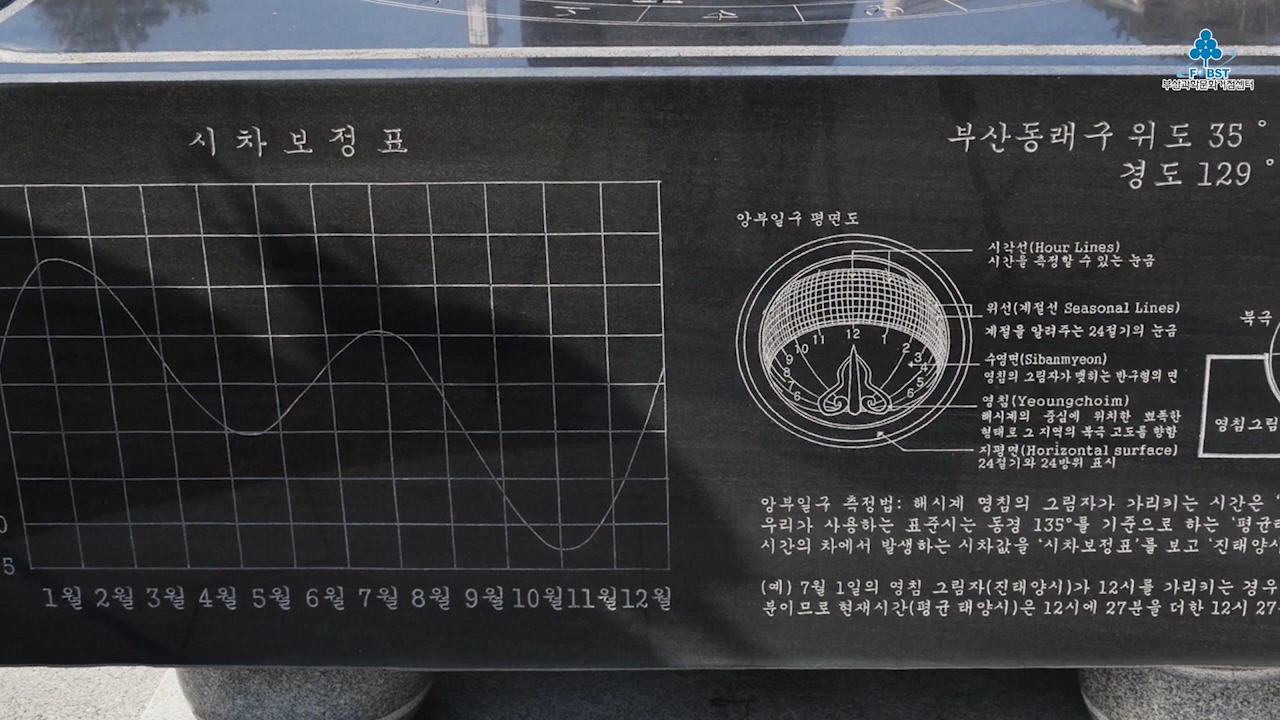 FOBST
부산과학문화거점센터
시차보정표
부산동래구 위도 35°
경도 129°
앙부일구 평면도
시각선(Hour Lines)
시간을 측정할 수 있는 눈금
위선(계절선 Seasonal Lines)
계절을 알려주는 24절기의 눈금
수영면(Sibanmyeon)
영침의 그림자가 맺히는 반구형의 면
영침(Yeoungchoim)
해시계의 중심에 위치한 뾰족한
형태로 그 지역의 북극 고도를 향함
지평면(Horizontal surface)
24절기와 24방위 표시
12
11 1
10 2
9 3
8 4
7 5
6 6
북극
영침그림
0
5
1월 2월 3월 4월 5월 6월 7월 8월 9월 10월 11월 12월
앙부일구 측정법: 해시계 영침의 그림자가 가리키는 시간은
우리가 사용하는 표준시는 동경 135°를 기준으로 하는 '평균
시간의 차에서 발생하는 시차값을 '시차보정표'를 보고 '진태양시
(예) 7월 1일의 영침 그림자(진태양시)가 12시를 가리키는 경우
분이므로 현재시간(평균 태양시)은 12시에 27분을 더한 12시 27